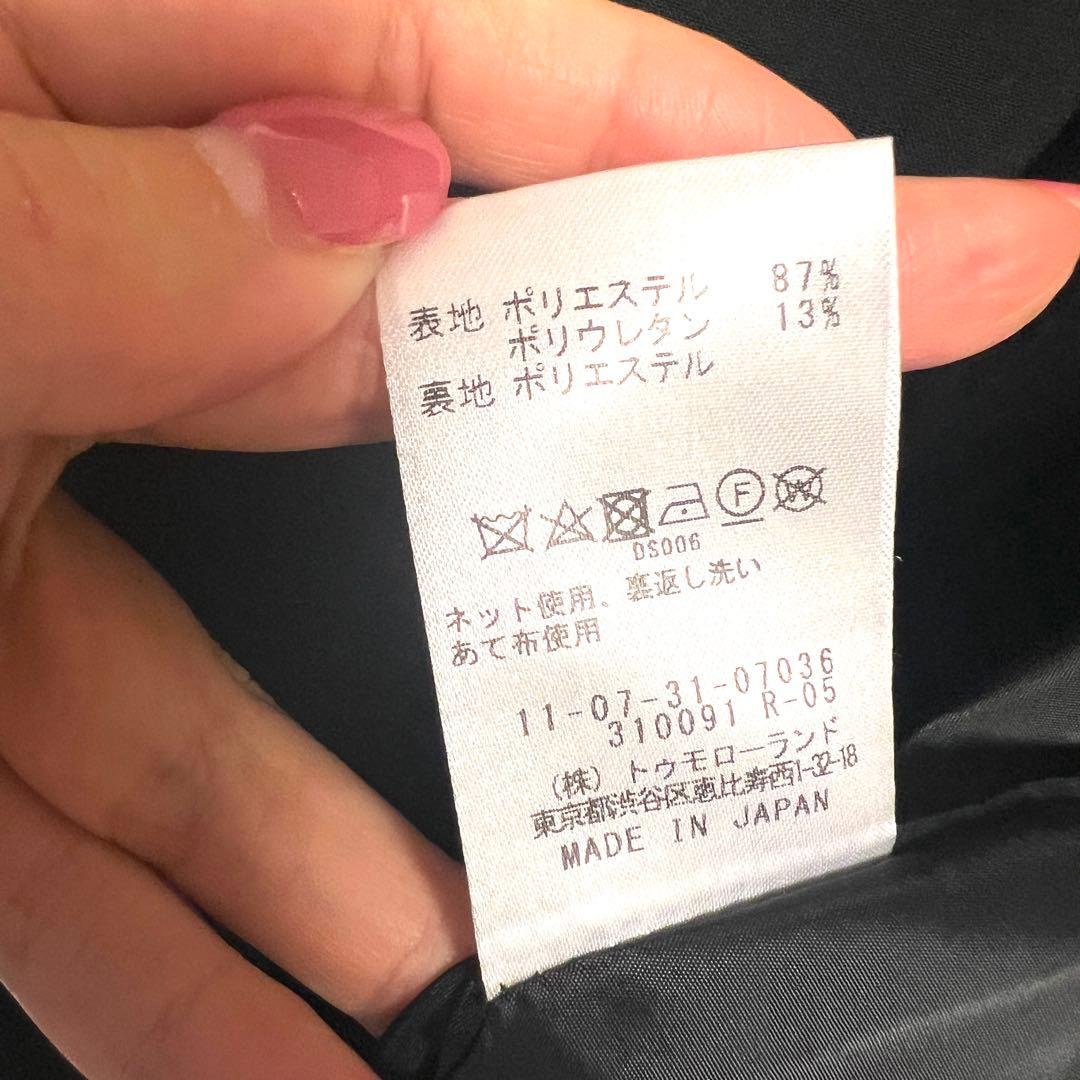 表地 ポリエステル 87%
ポリウレタン 13%
裏地 ポリエステル
F W
DS006
ネット使用、裏返し洗い
あて布使用
11-07-31-07036
310091 R-05
(株) トゥモローランド
東京都渋谷区恵比寿西1-32-18
MADE IN JAPAN